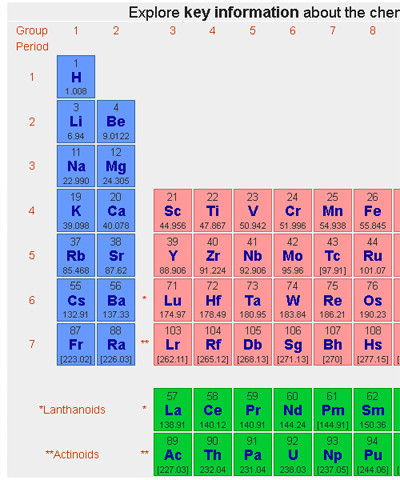 Explore key information about the cher
Group 1 2 3 4 5 6 7 8
Period
1
1
H
1.008
2
3 4
Li Be
6.94 9.0122
3
11 12
Na Mg
22.990 24.305
4
19 20 21 22 23 24 25 26
K Ca Sc Ti V Cr Mn Fe
39.098 40.078 44.956 47.867 50.942 51.996 54.938 55.845
5
37 38 39 40 41 42 43 44
Rb Sr Y Zr Nb Mo Tc Ru
85.468 87.62 88.906 91.224 92.906 95.96 [97.91] 101.07
6
55 56 * 71 72 73 74 75 76
Cs Ba Lu Hf Ta W Re Os
132.91 137.33 174.97 178.49 180.95 183.84 186.21 190.23
7
87 88 ** 103 104 105 106 107 108
Fr Ra Lr Rf Db Sg Bh Hs
[223.02] [226.03] [262.11] [265.12] [268.13] [271.13] [270] [277.15]
*Lanthanoids *
57 58 59 60 61 62
La Ce Pr Nd Pm Sm
138.91 140.12 140.91 144.24 [144.91] 150.36
**Actinoids **
89 90 91 92 93 94
Ac Th Pa U Np Pu
[227.03] 232.04 231.04 238.03 [237.05] [244.06]